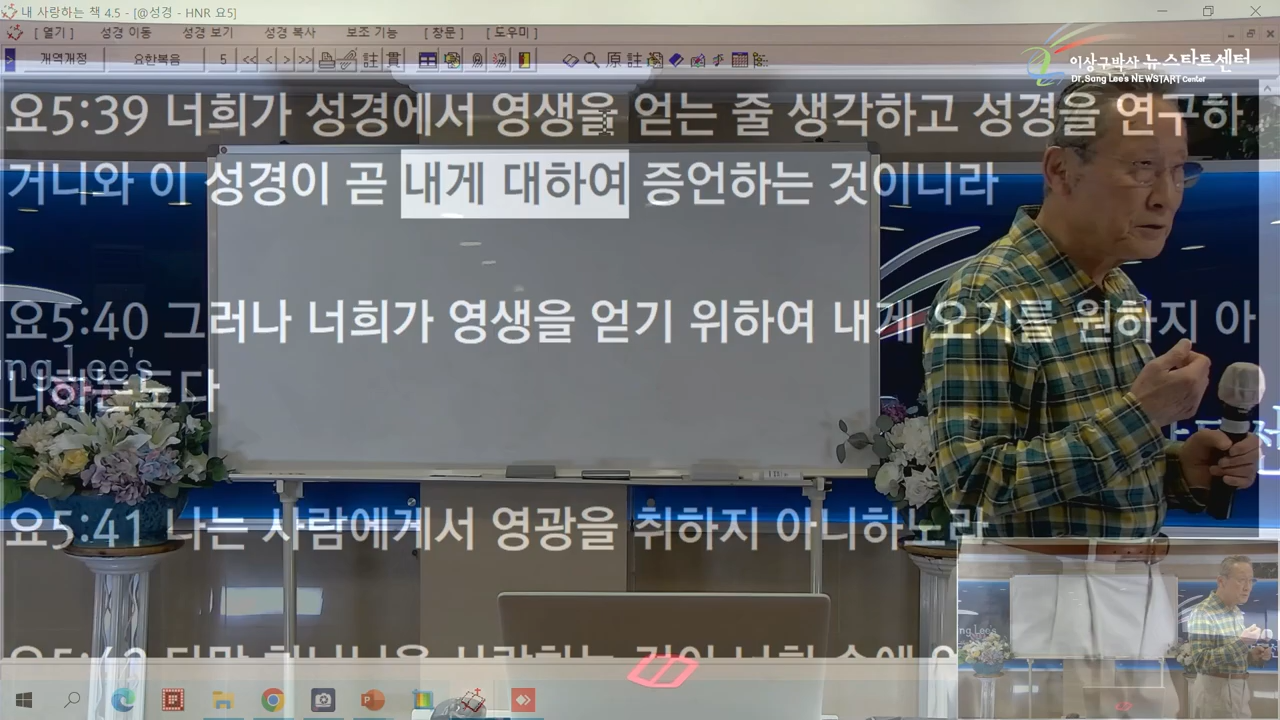 내 사랑하는 책 4.5 - [@성경 - HNR 요5]
[ 열기 ] 성경 이동 성경 보기 성경 복사 보조 기능 [ 창문 ] [ 도우미 ]
개역개정 요한복음 5 << < > >> 原 註
이상구박사 뉴스타트센터
Dr. Sang Lee's NEWSTART Center
요5:39 너희가 성경에서 영생을 얻는 줄 생각하고 성경을 연구하
거니와 이 성경이 곧 내게 대하여 증언하는 것이니라
요5:40 그러나 너희가 영생을 얻기 위하여 내게 오기를 원하지 아
니하는도다
ng Lee's
요5:41 나는 사람에게서 영광을 취하지 아니하노라
ng Lee's